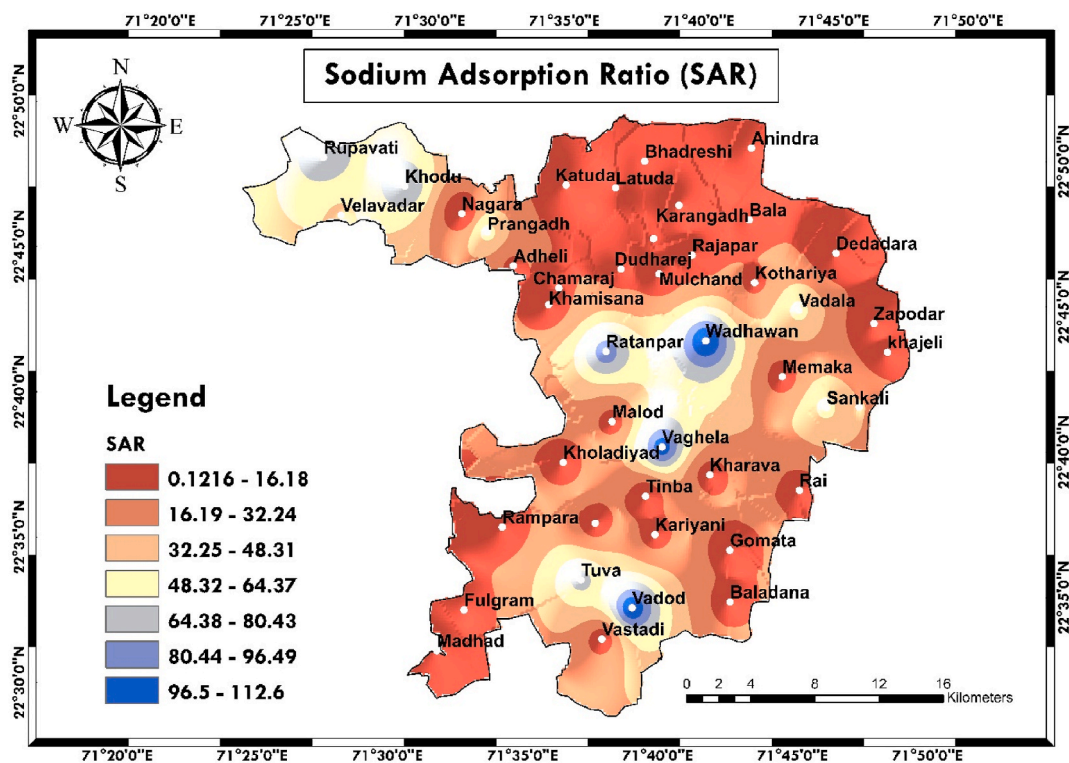 71°20'0"E 71°25'0"E 71°30'0"E 71°35'0"E 71°40'0"E 71°45'0"E 71°50'0"E
Sodium Adsorption Ratio (SAR)
N
W E
S
22°50'0"N
22°45'0"N
22°40'0"N
22°35'0"N
22°30'0"N
22°50'0"N
22°45'0"N
22°40'0"N
22°35'0"N
Rupavati
Khodu
Velavadar
Nagara
Prangadh
Adheli
Chamaraj
Khamisana
Katuda
Latuda
Bhadreshi
Anindra
Karangadh
Bala
Dudharej
Rajapar
Mulchand
Kothariya
Dedadara
Vadala
Zapodar
khajeli
Ratanpar
Wadhawan
Memaka
Sankali
Malod
Vaghela
Kholadiyad
Kharava
Tinba
Rai
Rampara
Kariyani
Gomata
Tuva
Vadod
Baladana
Fulgram
Vastadi
Madhad
Legend
SAR
0.1216 - 16.18
16.19 - 32.24
32.25 - 48.31
48.32 - 64.37
64.38 - 80.43
80.44 - 96.49
96.5 - 112.6
0 2 4 8 12 16
Kilometers
71°20'0"E 71°25'0"E 71°30'0"E 71°35'0"E 71°40'0"E 71°45'0"E 71°50'0"E